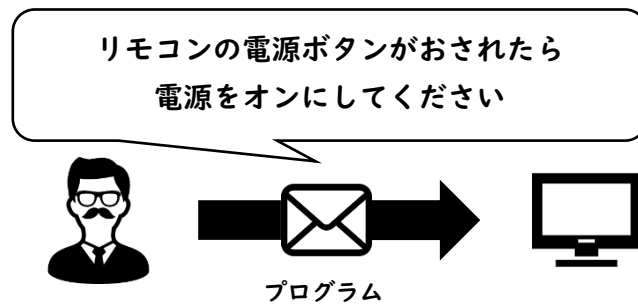 リモコンの電源ボタンがおされたら
電源をオンにしてください
プログラム